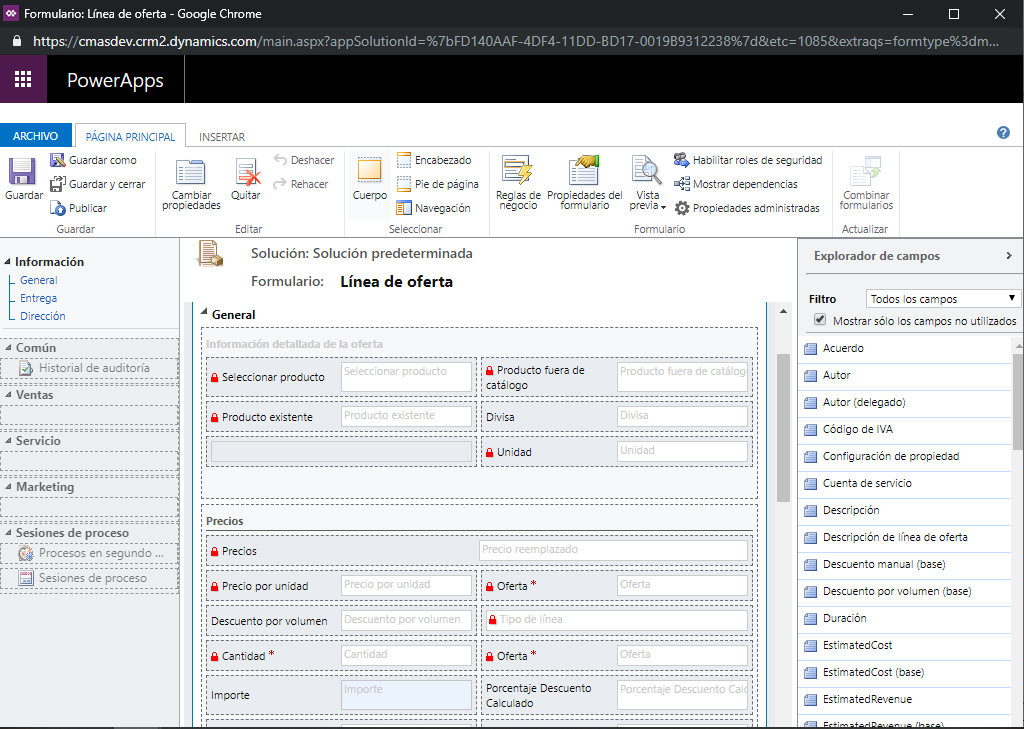 Formulario: Línea de oferta - Google Chrome
https://cmasdev.crm2.dynamics.com/main.aspx?appSolutionId=%7bFD140AAF-4DF4-11DD-BD17-0019B9312238%7d&etc=1085&extraqs=formtype%3dm...
PowerApps
ARCHIVO
PÁGINA PRINCIPAL
INSERTAR
Guardar
Guardar como
Guardar y cerrar
Publicar
Guardar
Cambiar
propiedades
Quitar
Deshacer
Rehacer
Editar
Cuerpo
Encabezado
Pie de página
Navegación
Seleccionar
Reglas de
negocio
Propiedades del
formulario
Vista
previa
Habilitar roles de seguridad
Mostrar dependencias
Propiedades administradas
Formulario
Combinar
formularios
Actualizar
Información
General
Entrega
Dirección
Común
Historial de auditoría
Ventas
Servicio
Marketing
Sesiones de proceso
Procesos en segundo ...
Sesiones de proceso
Solución: Solución predeterminada
Formulario: Línea de oferta
General
Información detallada de la oferta
Seleccionar producto
Seleccionar producto
Producto fuera de
catálogo
Producto fuera de catálog
Producto existente
Producto existente
Divisa
Divisa
Unidad
Unidad
Precios
Precios
Precio reemplazado
Precio por unidad
Precio por unidad
Oferta *
Oferta
Descuento por volumen
Descuento por volumen
Tipo de línea
Cantidad *
Cantidad
Oferta *
Oferta
Importe
Importe
Porcentaje Descuento
Calculado
Porcentaje Descuento Calc
Explorador de campos
Filtro
Todos los campos
Mostrar sólo los campos no utilizados
Acuerdo
Autor
Autor (delegado)
Código de IVA
Configuración de propiedad
Cuenta de servicio
Descripción
Descripción de línea de oferta
Descuento manual (base)
Descuento por volumen (base)
Duración
EstimatedCost
EstimatedCost (base)
EstimatedRevenue
EstimatedRevenue (base)